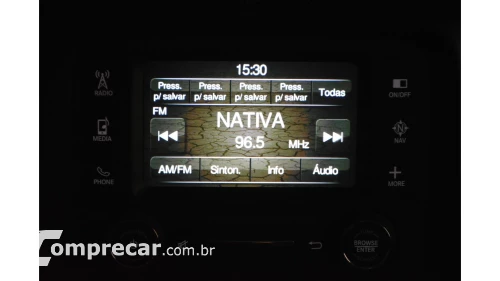 15:30
Press. p/ salvar
Press. p/ salvar
Press. p/ salvar
Press. p/ salvar
Todas
FM
NATIVA
96.5 MHz
AM/FM
Sinton.
Info
Áudio
RADIO
MEDIA
PHONE
ON/OFF
NAV
MORE
BROWSE
ENTER
Comprecar.com.br